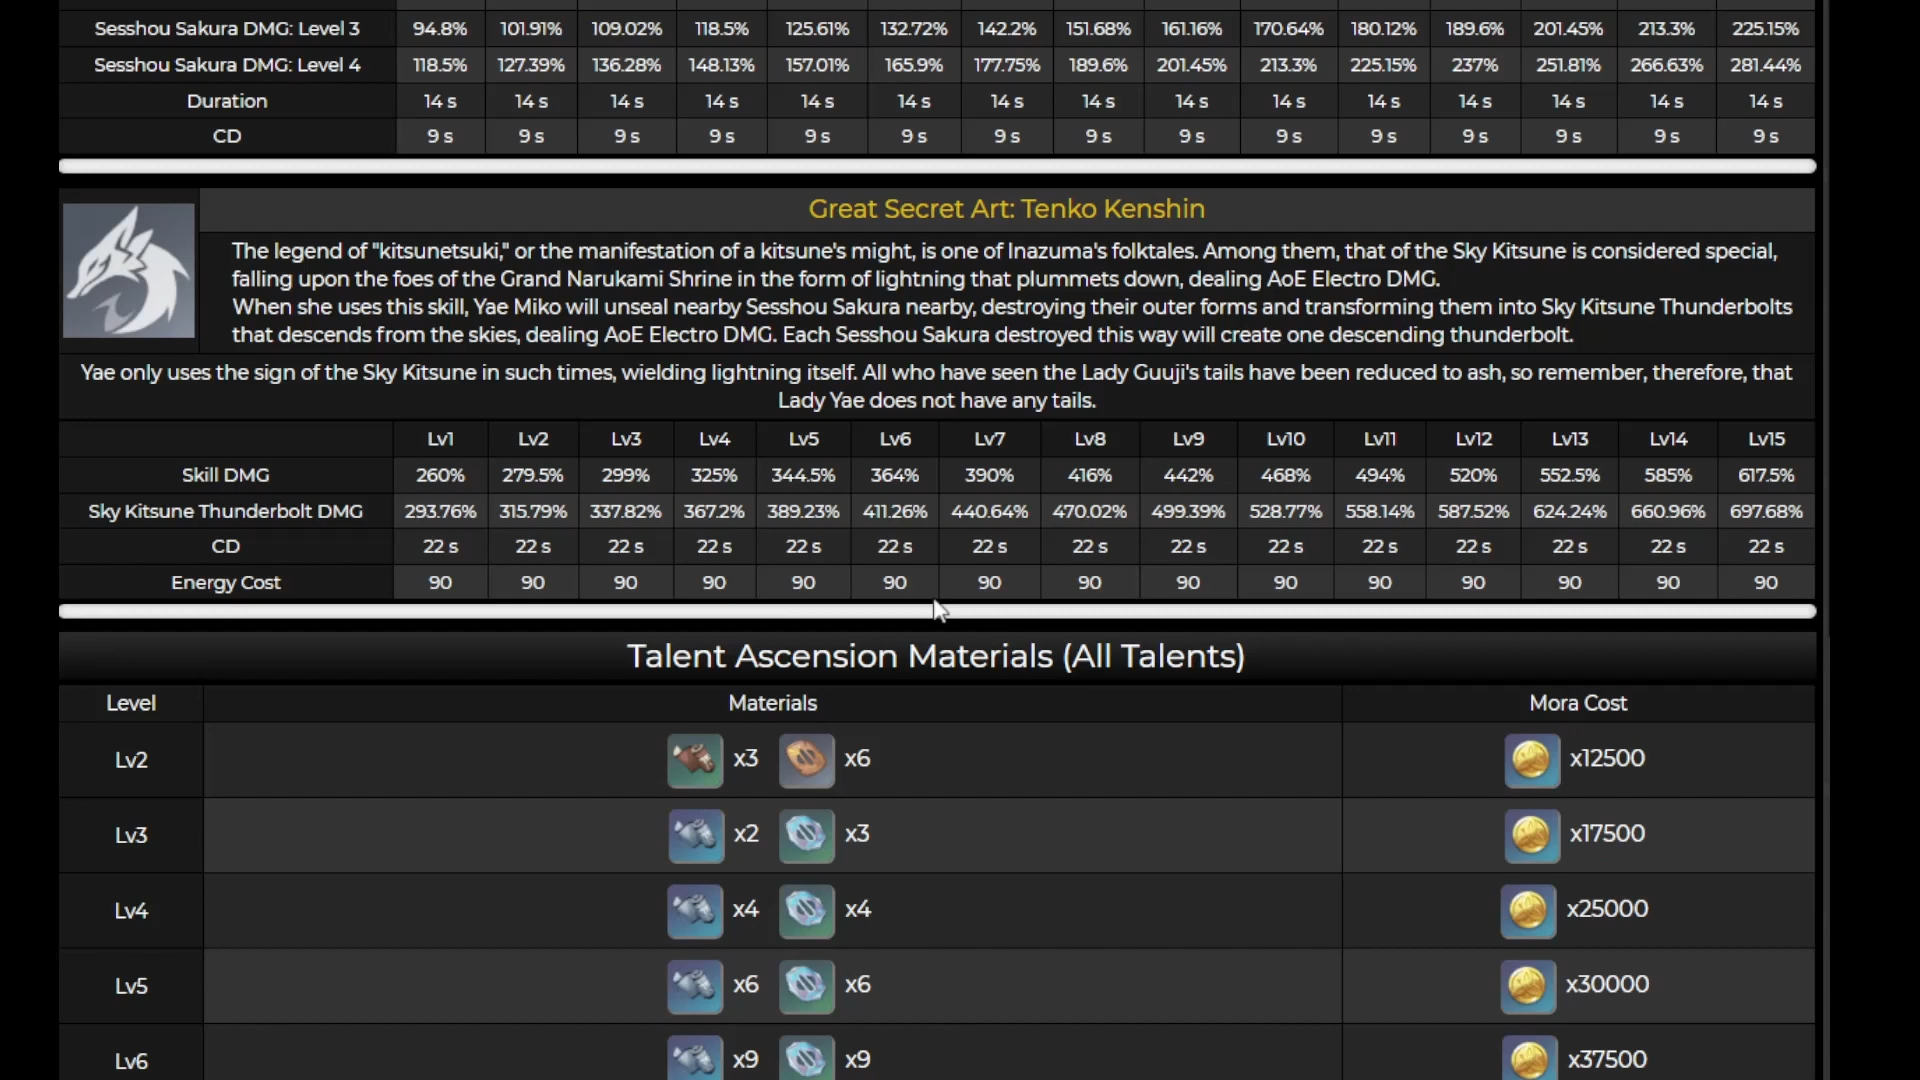 Sesshou Sakura DMG: Level 3 94.8% 101.91% 109.02% 118.5% 125.61% 132.72% 142.2% 151.68% 161.16% 170.64% 180.12% 189.6% 201.45% 213.3% 225.15%
Sesshou Sakura DMG: Level 4 118.5% 127.39% 136.28% 148.13% 157.01% 165.9% 177.75% 189.6% 201.45% 213.3% 225.15% 237% 251.81% 266.63% 281.44%
Duration 14 s 14 s 14 s 14 s 14 s 14 s 14 s 14 s 14 s 14 s 14 s 14 s 14 s 14 s 14 s
CD 9 s 9 s 9 s 9 s 9 s 9 s 9 s 9 s 9 s 9 s 9 s 9 s 9 s 9 s 9 s
Great Secret Art: Tenko Kenshin
The legend of "kitsunetsuki," or the manifestation of a kitsune's might, is one of Inazuma's folktales. Among them, that of the Sky Kitsune is considered special,
falling upon the foes of the Grand Narukami Shrine in the form of lightning that plummets down, dealing AoE Electro DMG.
When she uses this skill, Yae Miko will unseal nearby Sesshou Sakura nearby, destroying their outer forms and transforming them into Sky Kitsune Thunderbolts
that descends from the skies, dealing AoE Electro DMG. Each Sesshou Sakura destroyed this way will create one descending thunderbolt.
Yae only uses the sign of the Sky Kitsune in such times, wielding lightning itself. All who have seen the Lady Guuji's tails have been reduced to ash, so remember, therefore, that
Lady Yae does not have any tails.
Lv1 Lv2 Lv3 Lv4 Lv5 Lv6 Lv7 Lv8 Lv9 Lv10 Lv11 Lv12 Lv13 Lv14 Lv15
Skill DMG 260% 279.5% 299% 325% 344.5% 364% 390% 416% 442% 468% 494% 520% 552.5% 585% 617.5%
Sky Kitsune Thunderbolt DMG 293.76% 315.79% 337.82% 367.2% 389.23% 411.26% 440.64% 470.02% 499.39% 528.77% 558.14% 587.52% 624.24% 660.96% 697.68%
CD 22 s 22 s 22 s 22 s 22 s 22 s 22 s 22 s 22 s 22 s 22 s 22 s 22 s 22 s 22 s
Energy Cost 90 90 90 90 90 90 90 90 90 90 90 90 90 90 90
Talent Ascension Materials (All Talents)
Level Materials Mora Cost
Lv2 x3 x6 x12500
Lv3 x2 x3 x17500
Lv4 x4 x4 x25000
Lv5 x6 x6 x30000
Lv6 x9 x9 x37500